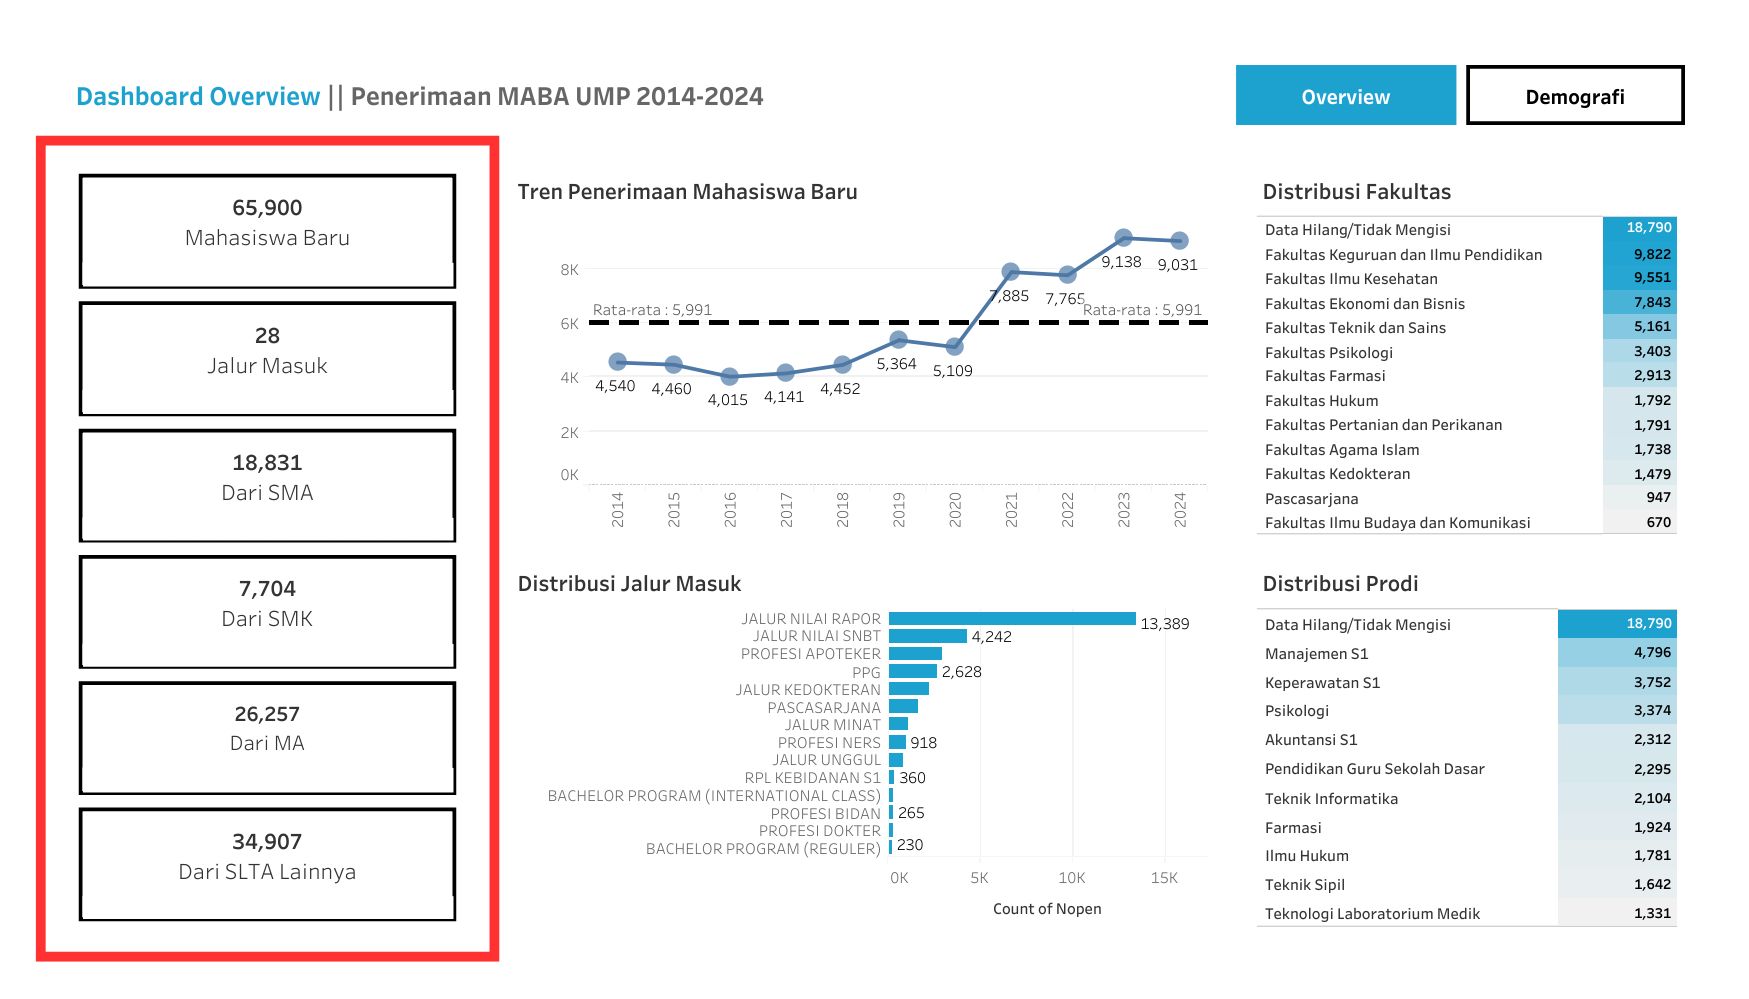 Dashboard Overview || Penerimaan MABA UMP 2014-2024
Overview
Demografi
65,900
Mahasiswa Baru
28
Jalur Masuk
18,831
Dari SMA
7,704
Dari SMK
26,257
Dari MA
34,907
Dari SLTA Lainnya
Tren Penerimaan Mahasiswa Baru
8K
6K
4K
2K
0K
Rata-rata : 5,991
Rata-rata : 5,991
4,540
4,460
4,015
4,141
4,452
5,364
5,109
7,885
7,765
9,138
9,031
2014
2015
2016
2017
2018
2019
2020
2021
2022
2023
2024
Distribusi Jalur Masuk
JALUR NILAI RAPOR 13,389
JALUR NILAI SNBT 4,242
PROFESI APOTEKER
PPG 2,628
JALUR KEDOKTERAN
PASCASARJANA
JALUR MINAT
PROFESI NERS 918
JALUR UNGGUL
RPL KEBIDANAN S1 360
BACHELOR PROGRAM (INTERNATIONAL CLASS)
PROFESI BIDAN 265
PROFESI DOKTER
BACHELOR PROGRAM (REGULER) 230
0K 5K 10K 15K
Count of Nopen
Distribusi Fakultas
Data Hilang/Tidak Mengisi 18,790
Fakultas Keguruan dan Ilmu Pendidikan 9,822
Fakultas Ilmu Kesehatan 9,551
Fakultas Ekonomi dan Bisnis 7,843
Fakultas Teknik dan Sains 5,161
Fakultas Psikologi 3,403
Fakultas Farmasi 2,913
Fakultas Hukum 1,792
Fakultas Pertanian dan Perikanan 1,791
Fakultas Agama Islam 1,738
Fakultas Kedokteran 1,479
Pascasarjana 947
Fakultas Ilmu Budaya dan Komunikasi 670
Distribusi Prodi
Data Hilang/Tidak Mengisi 18,790
Manajemen S1 4,796
Keperawatan S1 3,752
Psikologi 3,374
Akuntansi S1 2,312
Pendidikan Guru Sekolah Dasar 2,295
Teknik Informatika 2,104
Farmasi 1,924
Ilmu Hukum 1,781
Teknik Sipil 1,642
Teknologi Laboratorium Medik 1,331